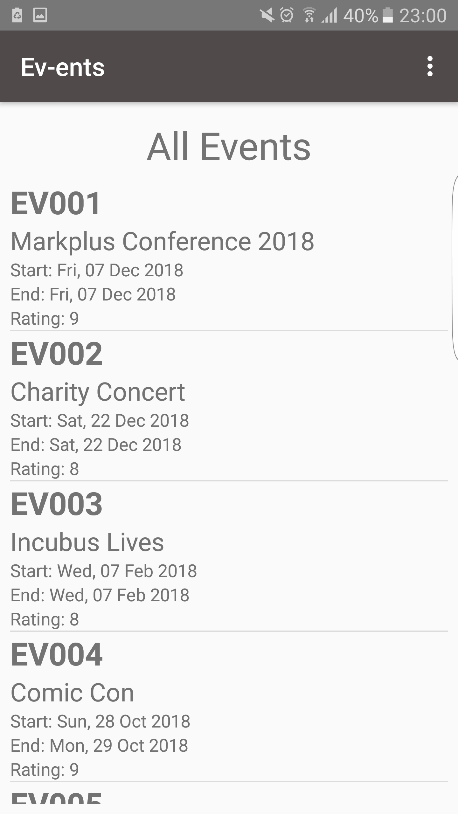 40% 23:00
Ev-ents
All Events
EV001
Markplus Conference 2018
Start: Fri, 07 Dec 2018
End: Fri, 07 Dec 2018
Rating: 9
EV002
Charity Concert
Start: Sat, 22 Dec 2018
End: Sat, 22 Dec 2018
Rating: 8
EV003
Incubus Lives
Start: Wed, 07 Feb 2018
End: Wed, 07 Feb 2018
Rating: 8
EV004
Comic Con
Start: Sun, 28 Oct 2018
End: Mon, 29 Oct 2018
Rating: 9
EV005